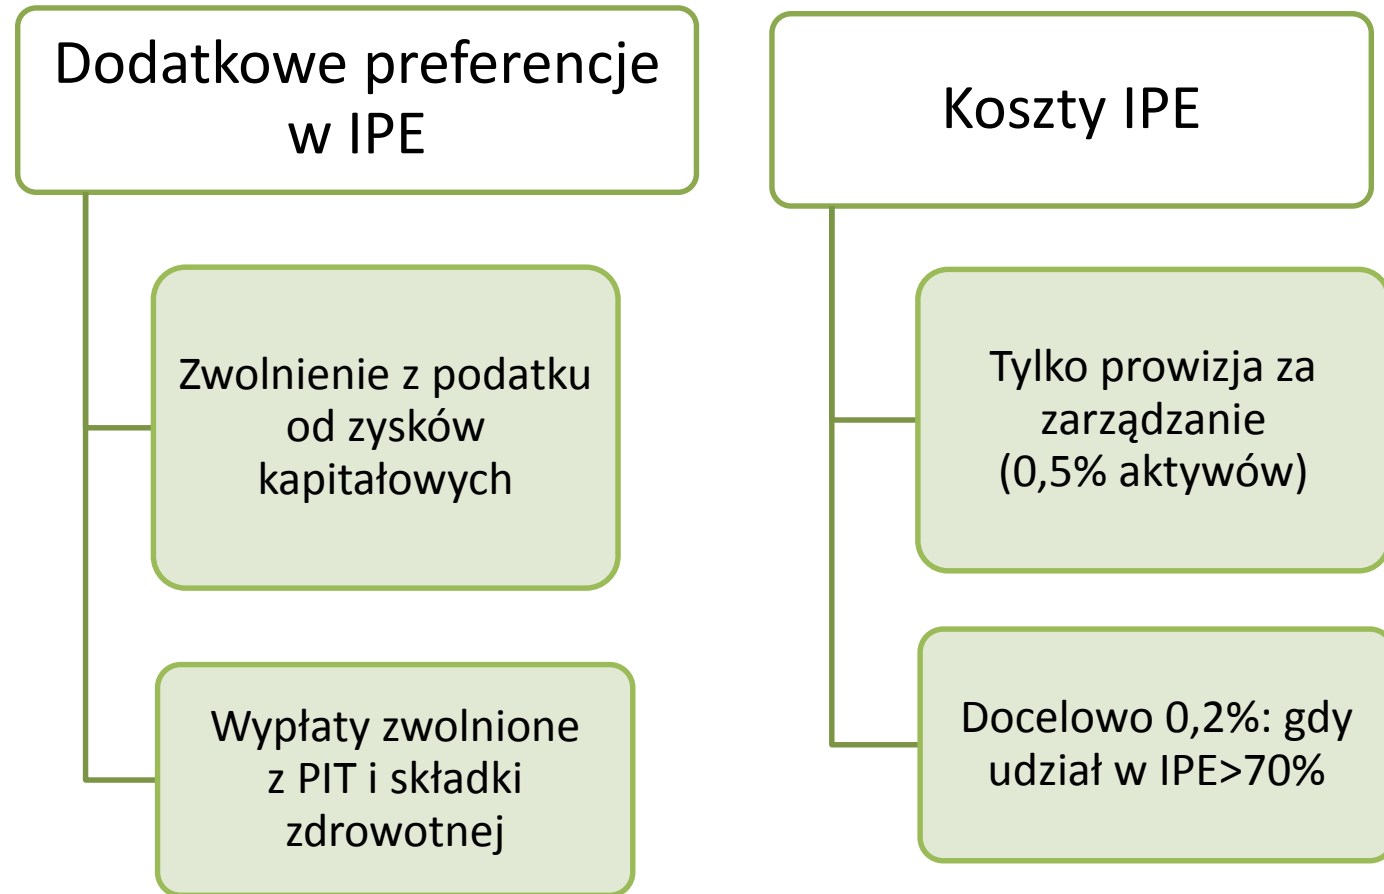 Dodatkowe preferencje
w IPE
Zwolnienie z podatku
od zysków
kapitałowych
Wypłaty zwolnione
z PIT i składki
zdrowotnej
Koszty IPE
Tylko prowizja za
zarządzanie
(0,5% aktywów)
Docelowo 0,2%: gdy
udział w IPE>70%